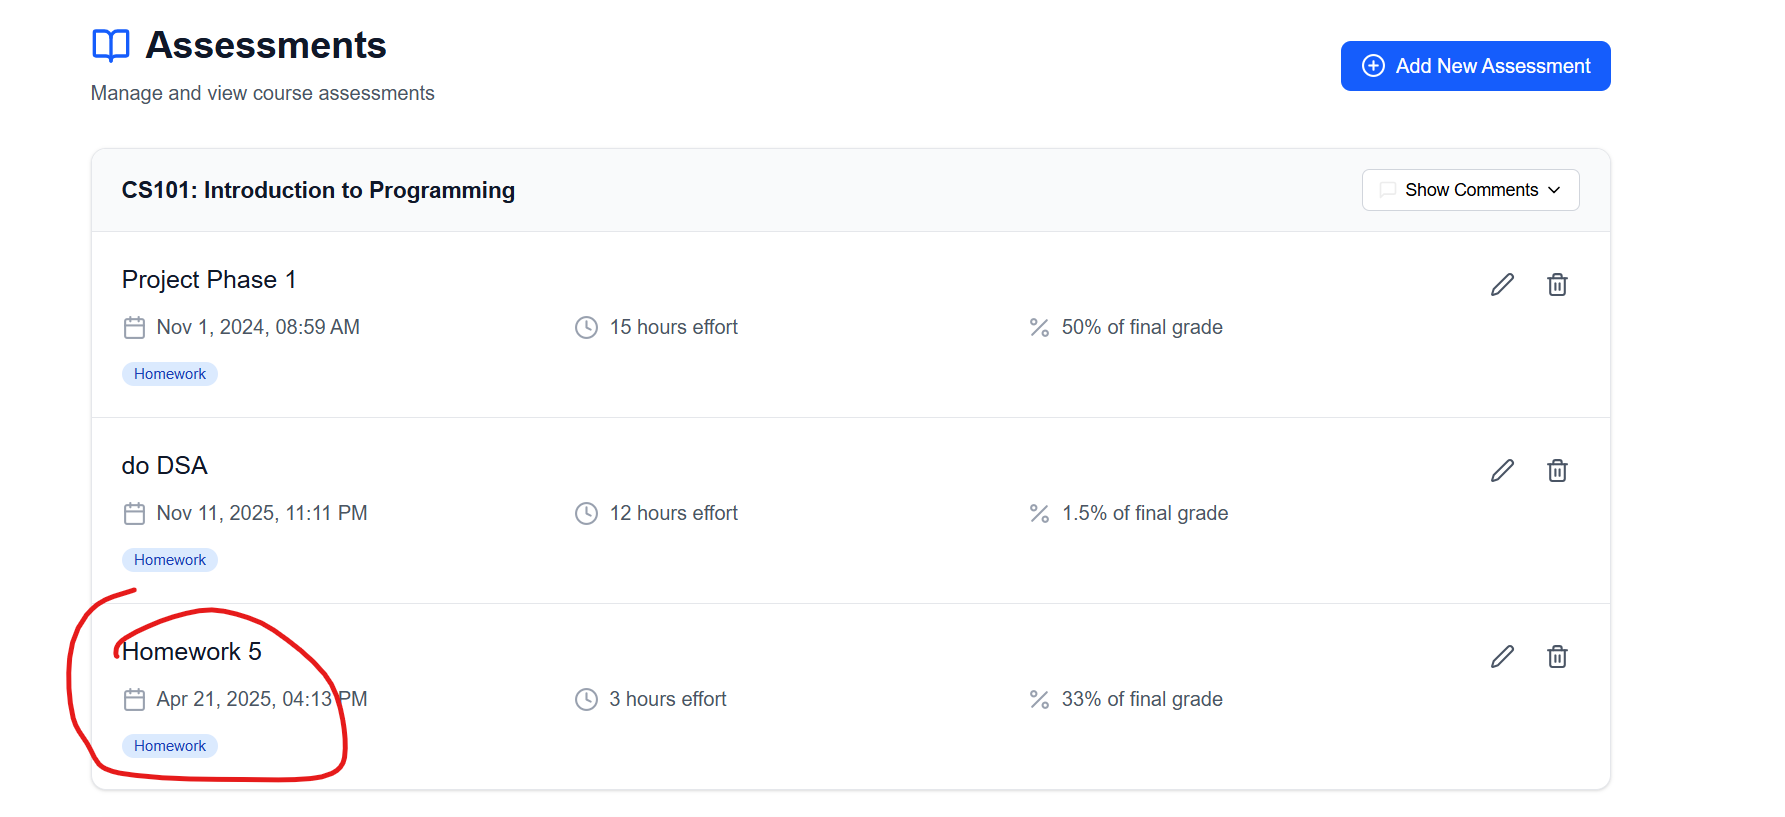 Assessments
Manage and view course assessments
Add New Assessment
CS101: Introduction to Programming
Show Comments
Project Phase 1
Nov 1, 2024, 08:59 AM
15 hours effort
50% of final grade
Homework
do DSA
Nov 11, 2025, 11:11 PM
12 hours effort
1.5% of final grade
Homework
Homework 5
Apr 21, 2025, 04:13 PM
3 hours effort
33% of final grade
Homework